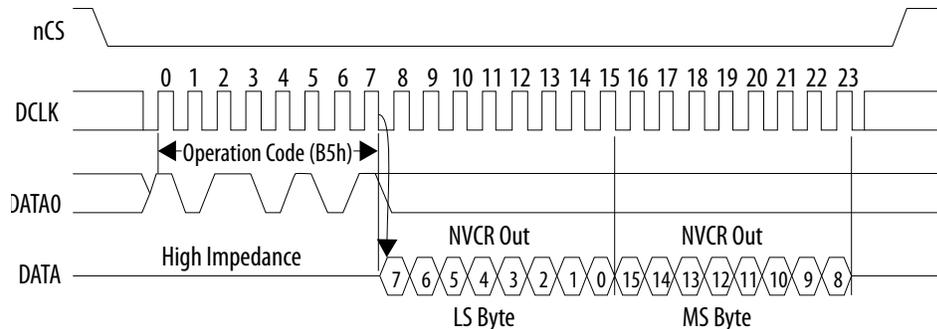 nCS
0 1 2 3 4 5 6 7 8 9 10 11 12 13 14 15 16 17 18 19 20 21 22 23
DCLK
Operation Code (B5h)
DATA0
NVCR Out NVCR Out
High Impedance
DATA
7 6 5 4 3 2 1 0 15 14 13 12 11 10 9 8
LS Byte MS Byte